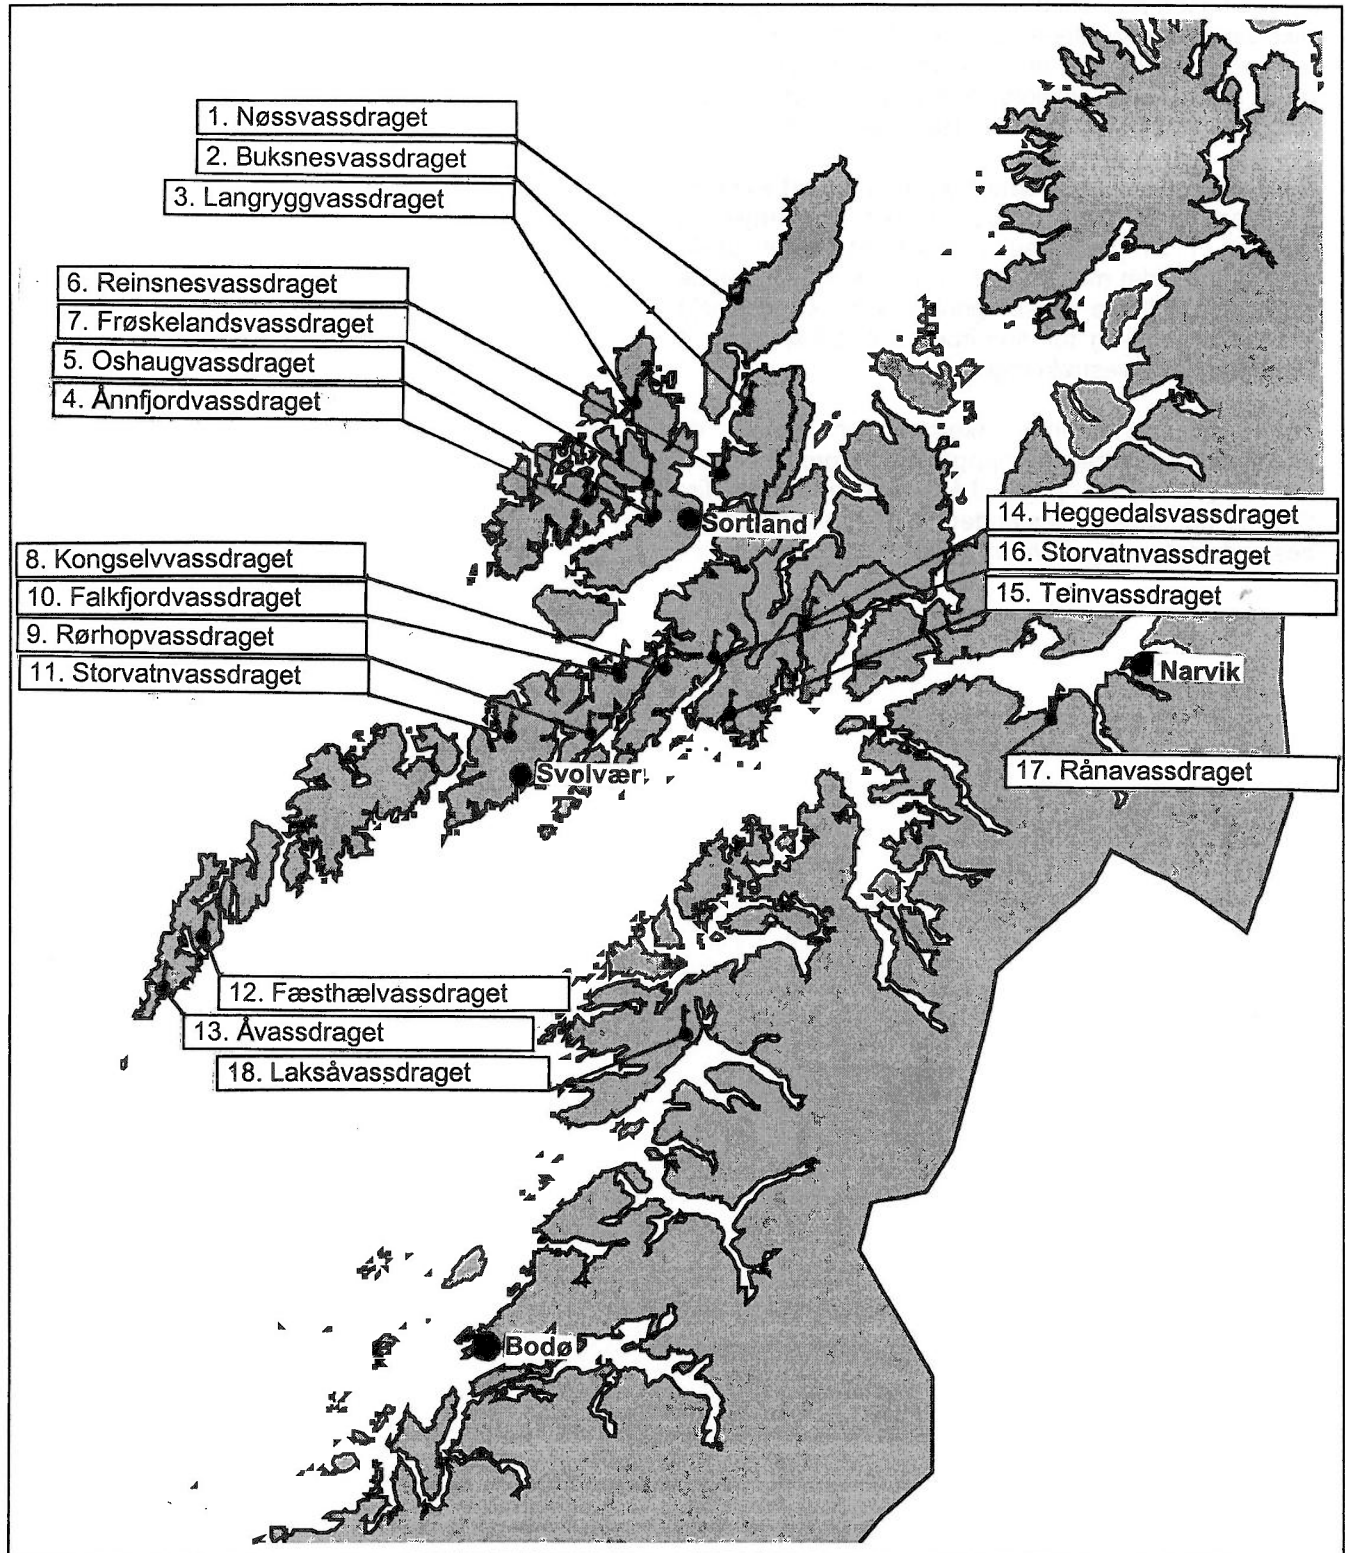 1. Nøssvassdraget
2. Buksnesvassdraget
3. Langryggvassdraget
6. Reinsnesvassdraget
7. Frøskelandsvassdraget
5. Oshaugvassdraget
4. Ånnfjordvassdraget
Sortland
14. Heggedalsvassdraget
16. Storvatnvassdraget
15. Teinvassdraget
8. Kongselvvassdraget
10. Falkfjordvassdraget
9. Rørhopvassdraget
11. Storvatnvassdraget
Narvik
Svolvær
17. Rånavassdraget
12. Fæsthælvassdraget
13. Åvassdraget
18. Laksåvassdraget
Bodø